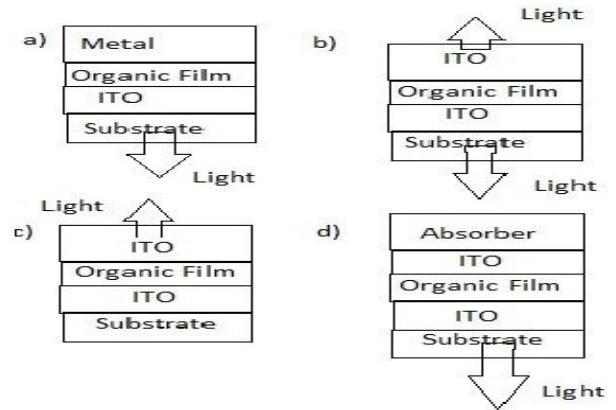 a)
Metal
Organic Film
ITO
Substrate
Light
b)
Light
ITO
Organic Film
ITO
Substrate
Light
c)
Light
ITO
Organic Film
ITO
Substrate
d)
Absorber
ITO
Organic Film
ITO
Substrate
Light